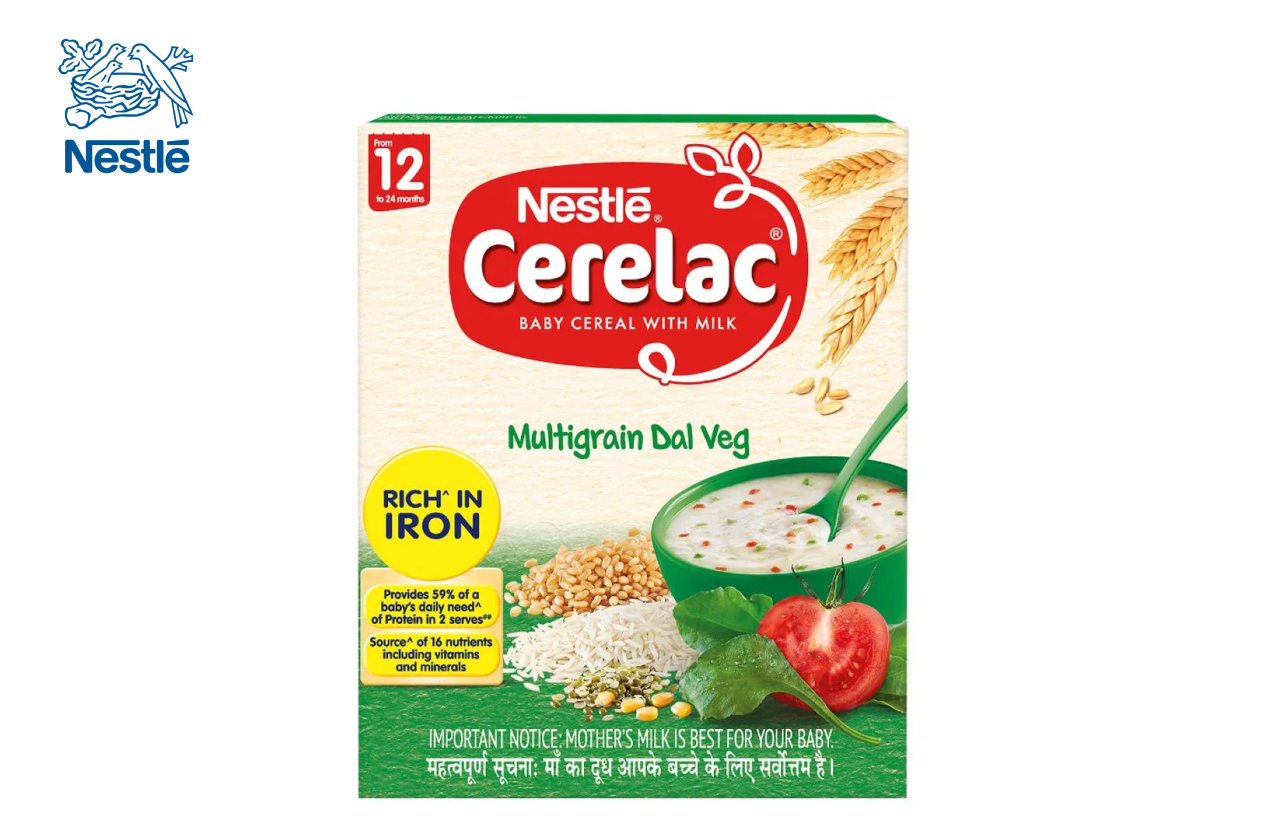 Nestlé
From
12
to 24 months
Nestlé®
Cerelac®
BABY CEREAL WITH MILK
Multigrain Dal Veg
RICH^ IN
IRON
Provides 59% of a
baby's daily need^
of Protein in 2 serves##
Source^ of 16 nutrients
including vitamins
and minerals
IMPORTANT NOTICE: MOTHER'S MILK IS BEST FOR YOUR BABY.
महत्वपूर्ण सूचना: माँ का दूध आपके बच्चे के लिए सर्वोत्तम है।